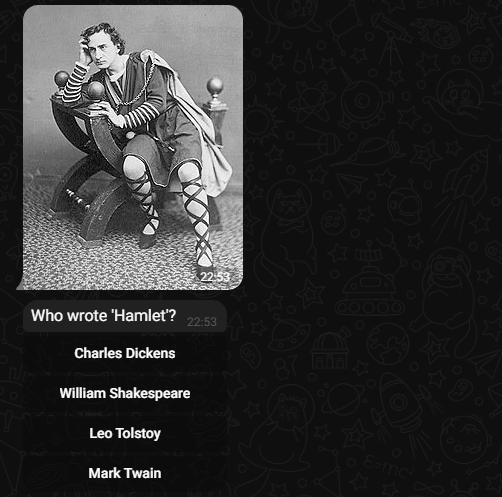 22:53
Who wrote 'Hamlet'? 22:53
Charles Dickens
William Shakespeare
Leo Tolstoy
Mark Twain